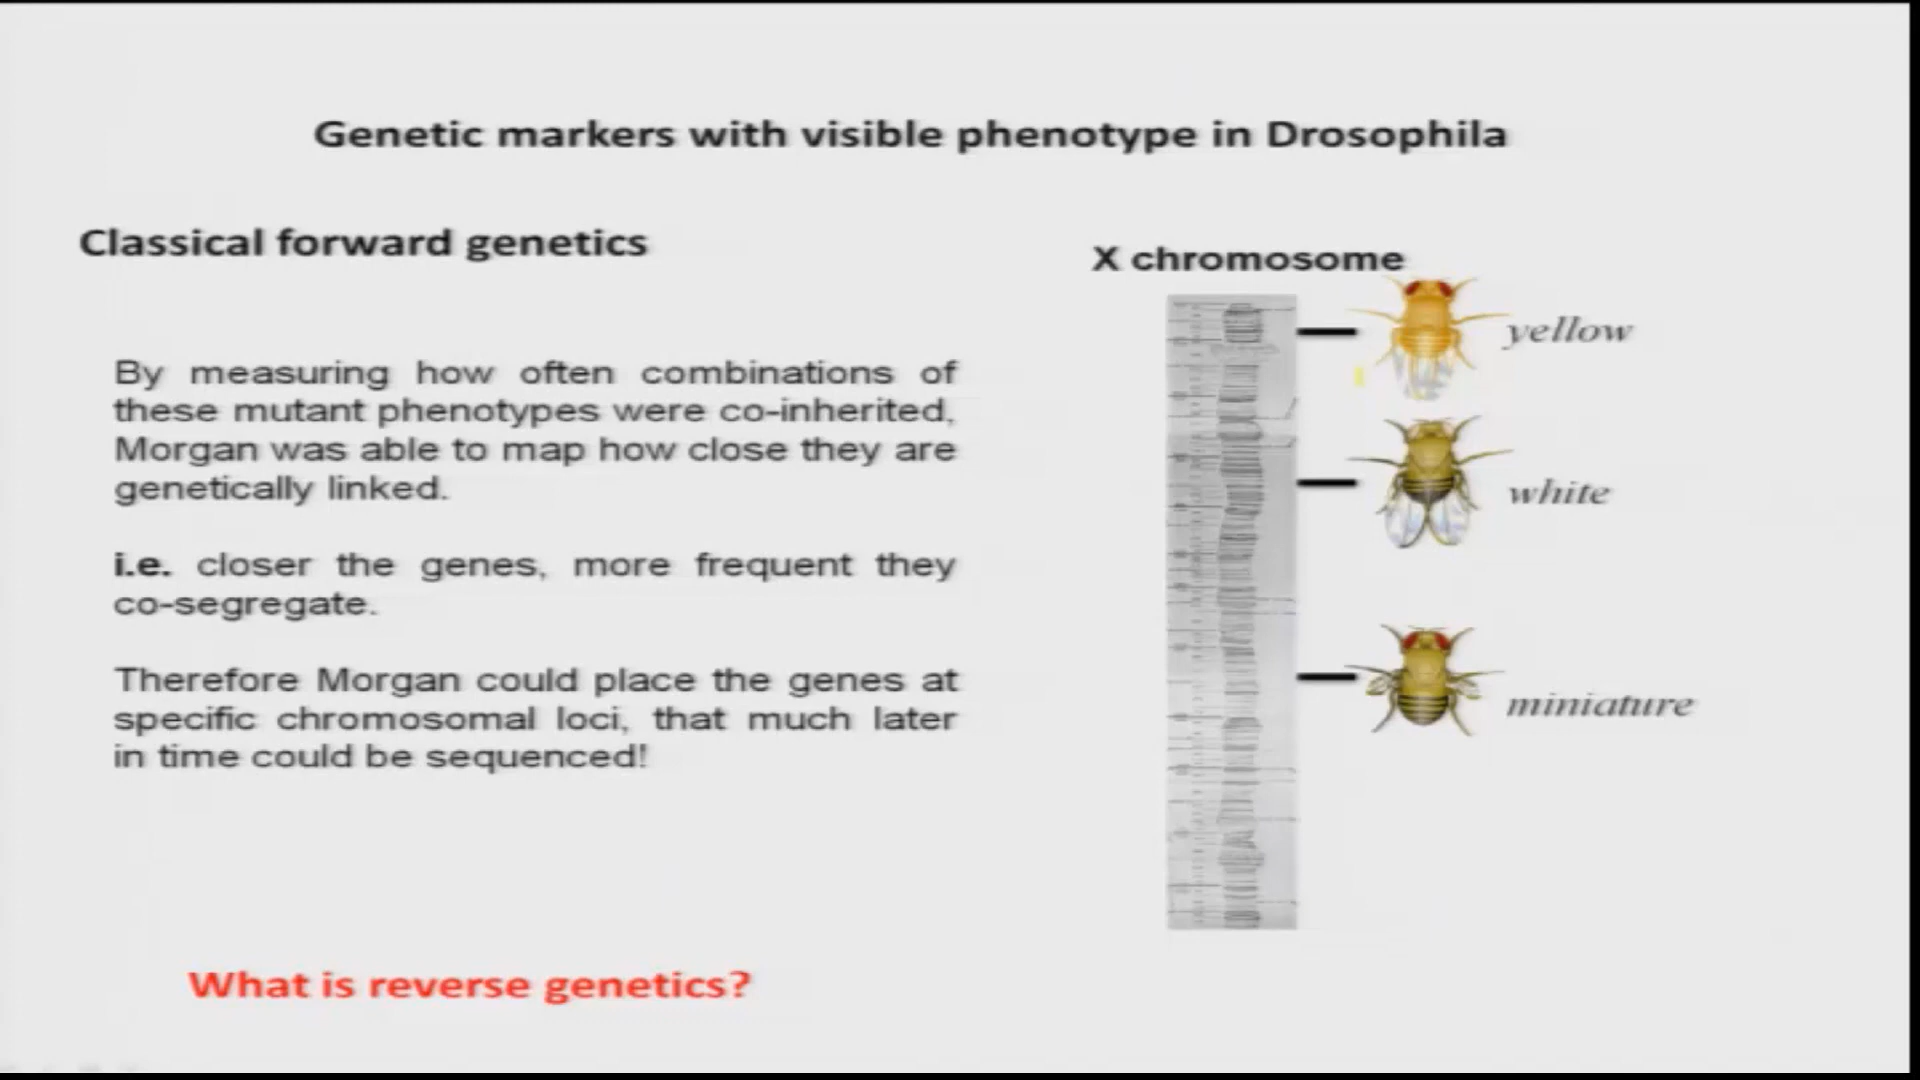 Genetic markers with visible phenotype in Drosophila
Classical forward genetics
By measuring how often combinations of
these mutant phenotypes were co-inherited,
Morgan was able to map how close they are
genetically linked.
i.e. closer the genes, more frequent they
co-segregate.
Therefore Morgan could place the genes at
specific chromosomal loci, that much later
in time could be sequenced!
What is reverse genetics?
X chromosome
yellow
white
miniature